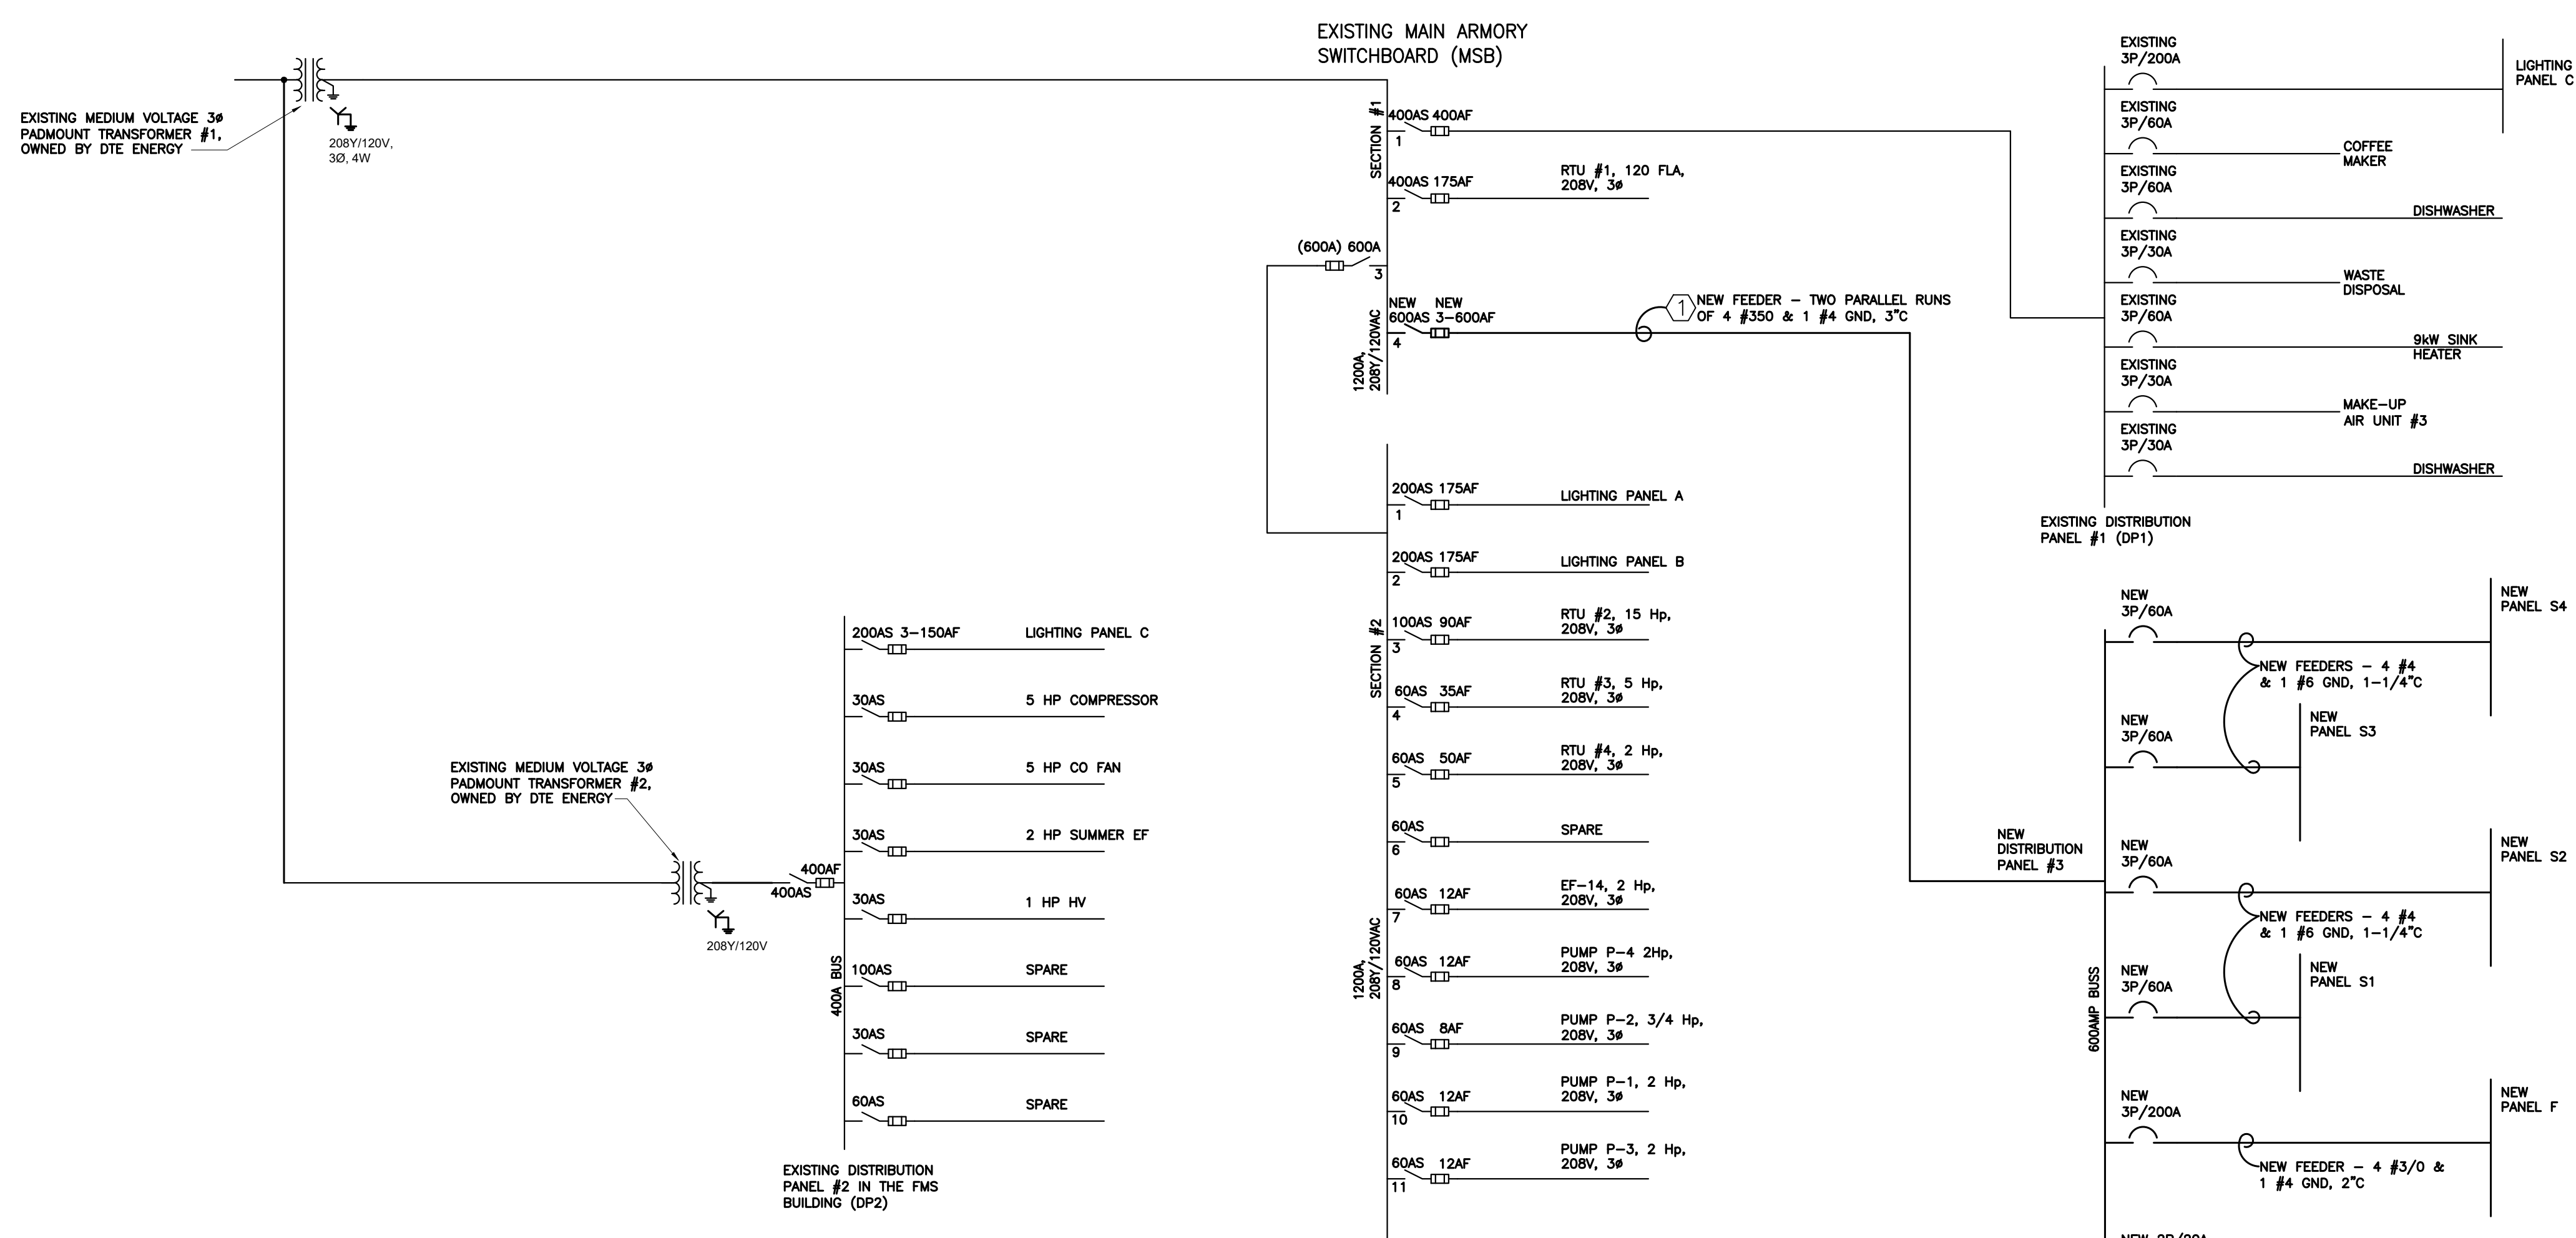 EXISTING MAIN ARMORY
SWITCHBOARD (MSB)
EXISTING MEDIUM VOLTAGE 3ø
PADMOUNT TRANSFORMER #1,
OWNED BY DTE ENERGY
208Y/120V,
3Ø, 4W
SECTION #1
400AS 400AF
1
400AS 175AF
2
RTU #1, 120 FLA,
208V, 3ø
(600A) 600A
3
NEW NEW
600AS 3-600AF
4
1200A,
208Y/120VAC
1
NEW FEEDER - TWO PARALLEL RUNS
OF 4 #350 & 1 #4 GND, 3"C
EXISTING
3P/200A
LIGHTING
PANEL C
EXISTING
3P/60A
COFFEE
MAKER
EXISTING
3P/60A
DISHWASHER
EXISTING
3P/30A
WASTE
DISPOSAL
EXISTING
3P/60A
9kW SINK
HEATER
EXISTING
3P/30A
MAKE-UP
AIR UNIT #3
EXISTING
3P/30A
DISHWASHER
EXISTING DISTRIBUTION
PANEL #1 (DP1)
200AS 175AF
1
LIGHTING PANEL A
200AS 175AF
2
LIGHTING PANEL B
SECTION #2
100AS 90AF
3
RTU #2, 15 Hp,
208V, 3ø
60AS 35AF
4
RTU #3, 5 Hp,
208V, 3ø
60AS 50AF
5
RTU #4, 2 Hp,
208V, 3ø
60AS
6
SPARE
60AS 12AF
7
EF-14, 2 Hp,
208V, 3ø
1200A,
208Y/120VAC
60AS 12AF
8
PUMP P-4 2Hp,
208V, 3ø
60AS 8AF
9
PUMP P-2, 3/4 Hp,
208V, 3ø
60AS 12AF
10
PUMP P-1, 2 Hp,
208V, 3ø
60AS 12AF
11
PUMP P-3, 2 Hp,
208V, 3ø
EXISTING MEDIUM VOLTAGE 3ø
PADMOUNT TRANSFORMER #2,
OWNED BY DTE ENERGY
208Y/120V
400AF
400AS
200AS 3-150AF
LIGHTING PANEL C
30AS
5 HP COMPRESSOR
30AS
5 HP CO FAN
30AS
2 HP SUMMER EF
30AS
1 HP HV
400A BUS
100AS
SPARE
30AS
SPARE
60AS
SPARE
EXISTING DISTRIBUTION
PANEL #2 IN THE FMS
BUILDING (DP2)
NEW
DISTRIBUTION
PANEL #3
600AMP BUSS
NEW
3P/60A
NEW
PANEL S4
NEW FEEDERS - 4 #4
& 1 #6 GND, 1-1/4"C
NEW
3P/60A
NEW
PANEL S3
NEW
3P/60A
NEW
PANEL S2
NEW FEEDERS - 4 #4
& 1 #6 GND, 1-1/4"C
NEW
3P/60A
NEW
PANEL S1
NEW
3P/200A
NEW
PANEL F
NEW FEEDER - 4 #3/0 &
1 #4 GND, 2"C